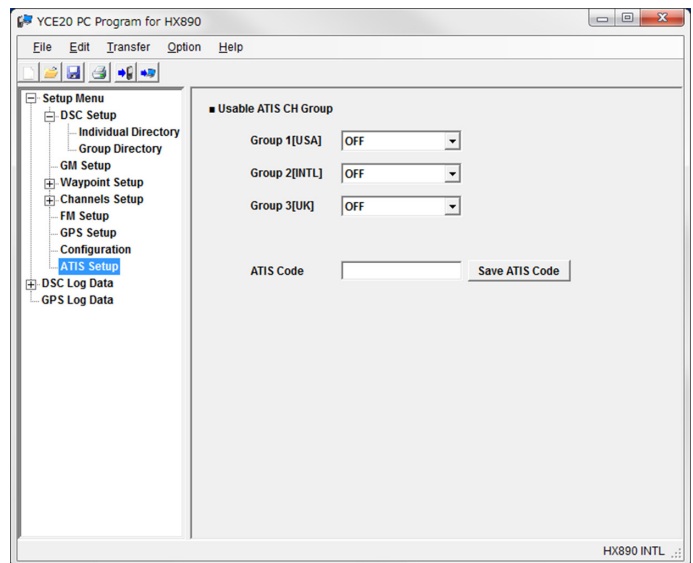 YCE20 PC Program for HX890
File Edit Transfer Option Help
Setup Menu
DSC Setup
Individual Directory
Group Directory
GM Setup
Waypoint Setup
Channels Setup
FM Setup
GPS Setup
Configuration
ATIS Setup
DSC Log Data
GPS Log Data
Usable ATIS CH Group
Group 1[USA] OFF
Group 2[INTL] OFF
Group 3[UK] OFF
ATIS Code Save ATIS Code
HX890 INTL